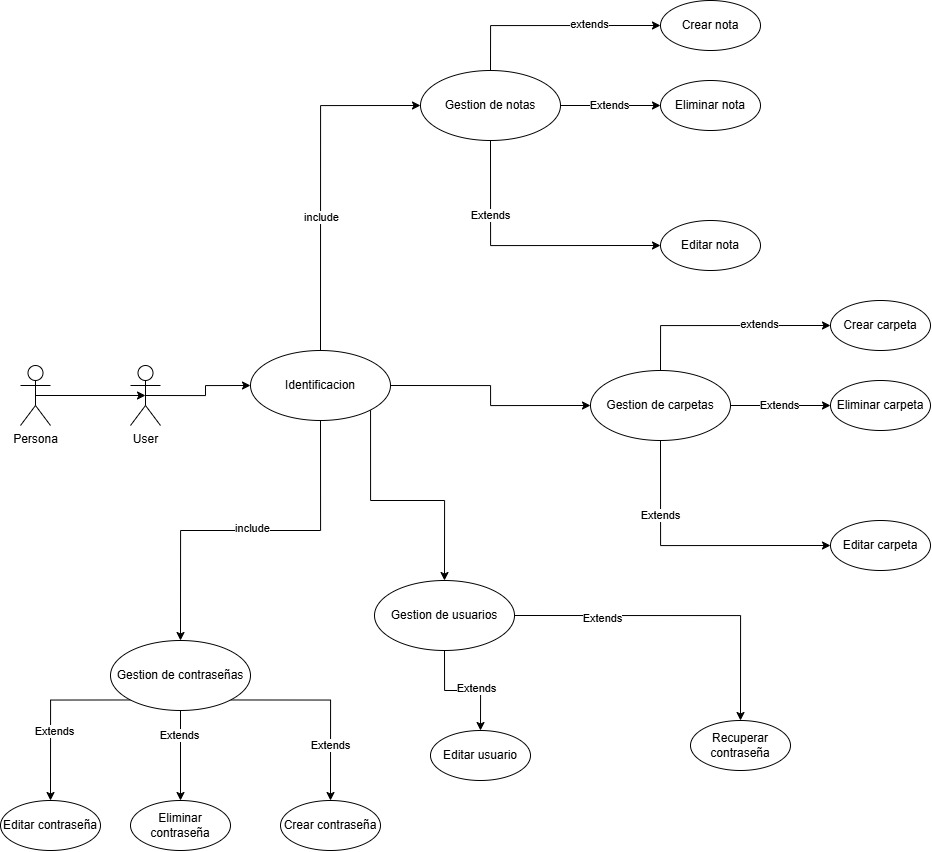 extends
Crear nota
Gestion de notas
Extends
Eliminar nota
include
Extends
Editar nota
extends
Crear carpeta
Identificacion
Gestion de carpetas
Extends
Eliminar carpeta
Persona
User
Extends
include
Editar carpeta
Gestion de usuarios
Extends
Gestion de contraseñas
Extends
Extends
Extends
Extends
Editar usuario
Recuperar
contraseña
Editar contraseña
Eliminar
contraseña
Crear contraseña